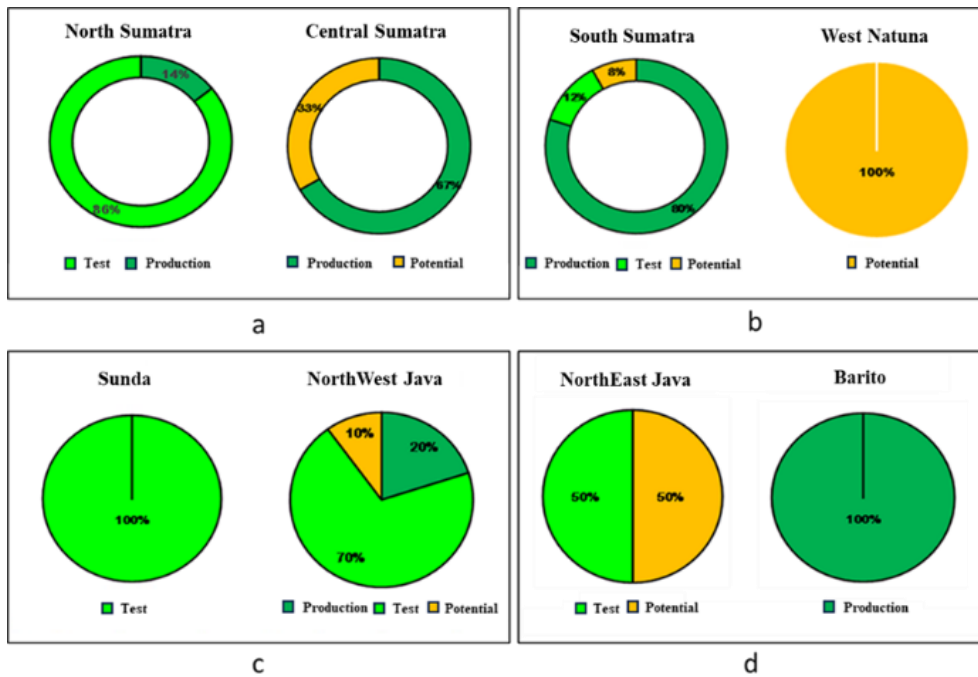 North Sumatra
14%
86%
Test Production
Central Sumatra
33%
67%
Production Potential
a
South Sumatra
8%
12%
80%
Production Test Potential
West Natuna
100%
Potential
b
Sunda
100%
Test
NorthWest Java
10%
20%
70%
Production Test Potential
c
NorthEast Java
50%
50%
Test Potential
Barito
100%
Production
d